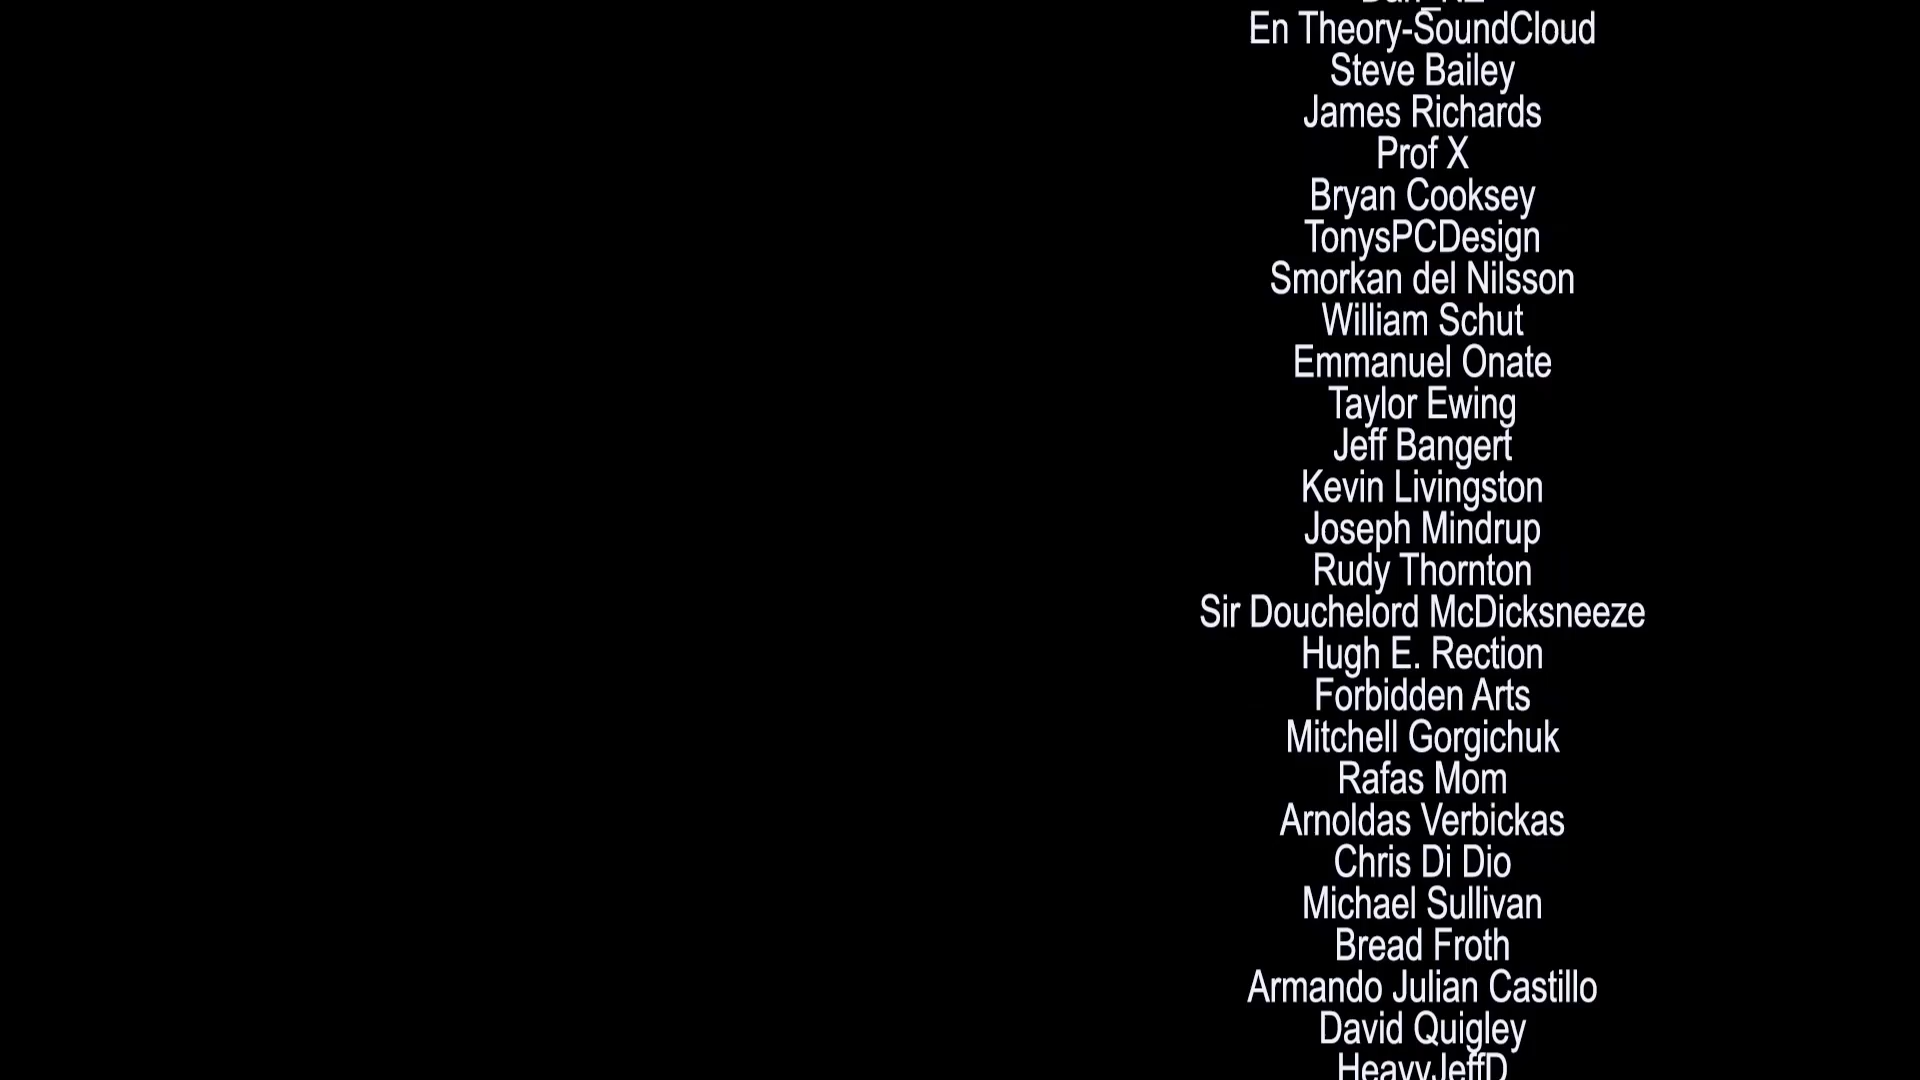 En Theory-SoundCloud
Steve Bailey
James Richards
Prof X
Bryan Cooksey
TonysPCDesign
Smorkan del Nilsson
William Schut
Emmanuel Onate
Taylor Ewing
Jeff Bangert
Kevin Livingston
Joseph Mindrup
Rudy Thornton
Sir Douchelord McDicksneeze
Hugh E. Rection
Forbidden Arts
Mitchell Gorgichuk
Rafas Mom
Arnoldas Verbickas
Chris Di Dio
Michael Sullivan
Bread Froth
Armando Julian Castillo
David Quigley
HeavyJeffD